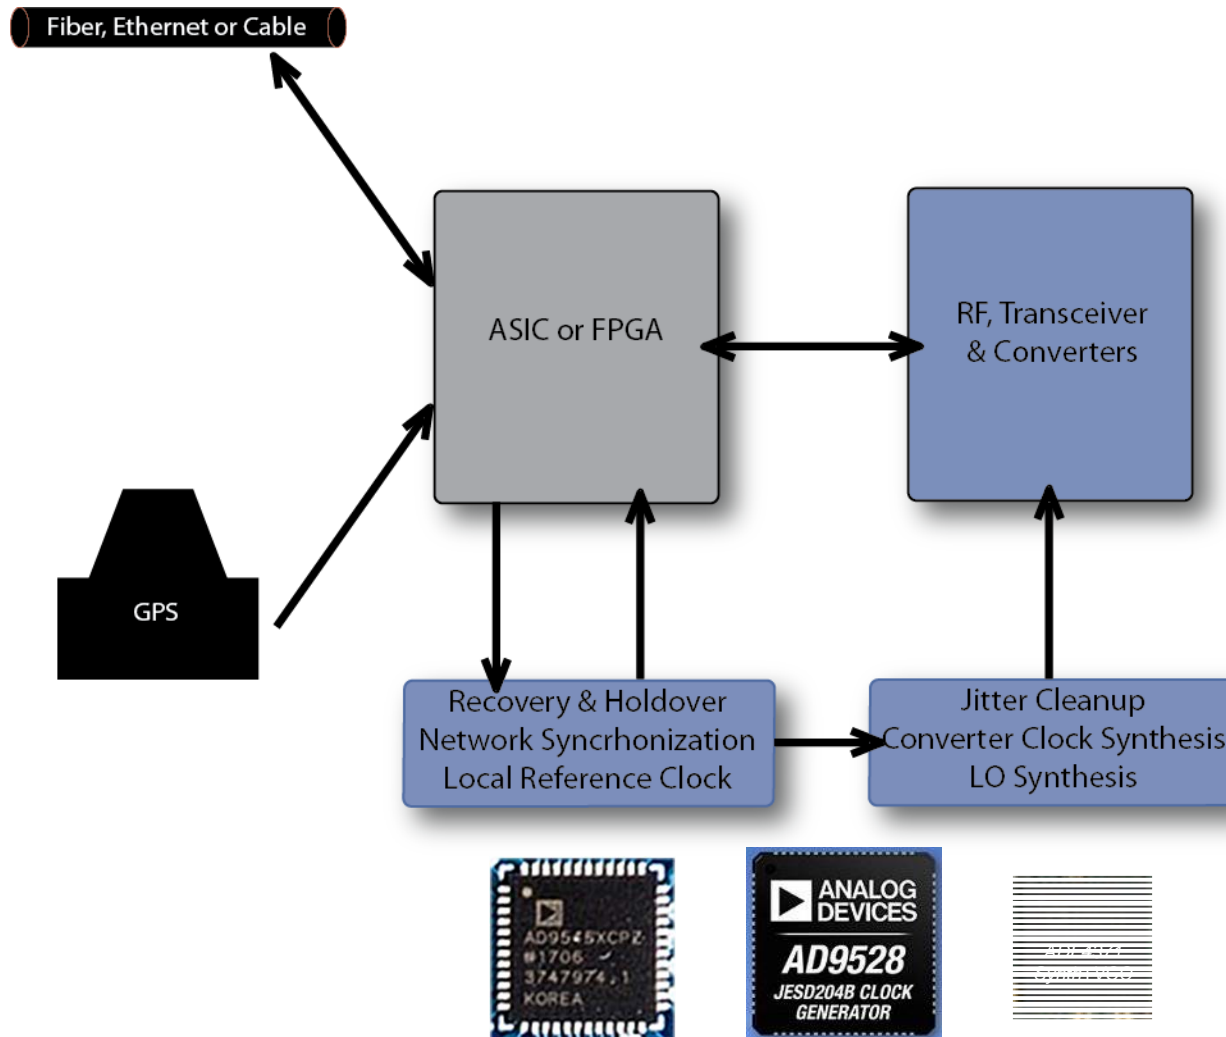 Fiber, Ethernet or Cable
ASIC or FPGA
RF, Transceiver
& Converters
GPS
Recovery & Holdover
Network Syncrhonization
Local Reference Clock
Jitter Cleanup
Converter Clock Synthesis
LO Synthesis
#1706
3747974.1
KOREA
ANALOG
DEVICES
AD9528
JESD204B CLOCK
GENERATOR